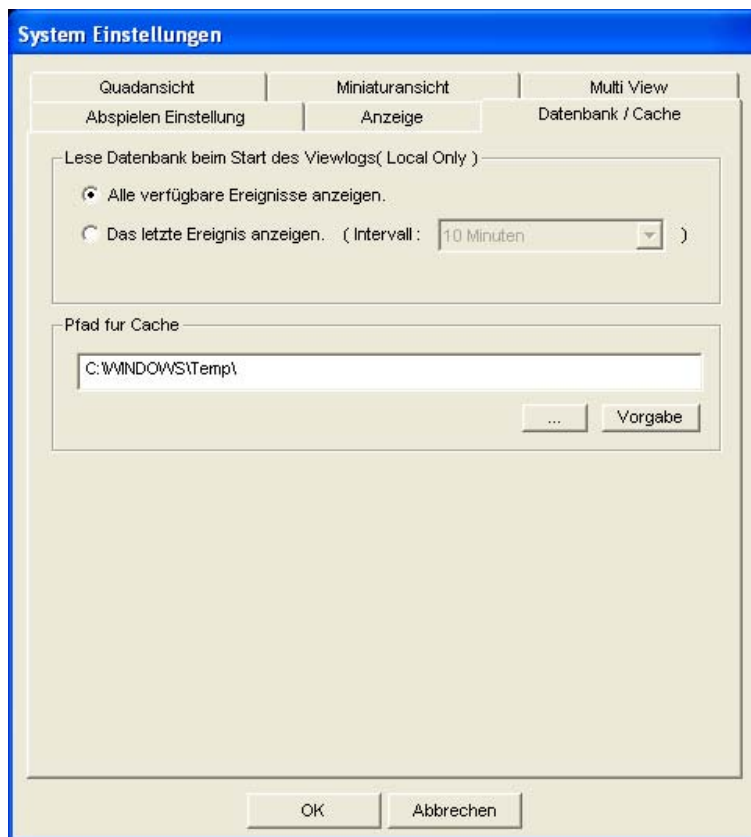 System Einstellungen
Quadansicht Miniaturansicht Multi View
Abspielen Einstellung Anzeige Datenbank / Cache
Lese Datenbank beim Start des Viewlogs( Local Only )
Alle verfügbare Ereignisse anzeigen.
Das letzte Ereignis anzeigen. ( Intervall : 10 Minuten )
Pfad fur Cache
C:\WINDOWS\Temp\
... Vorgabe
OK Abbrechen